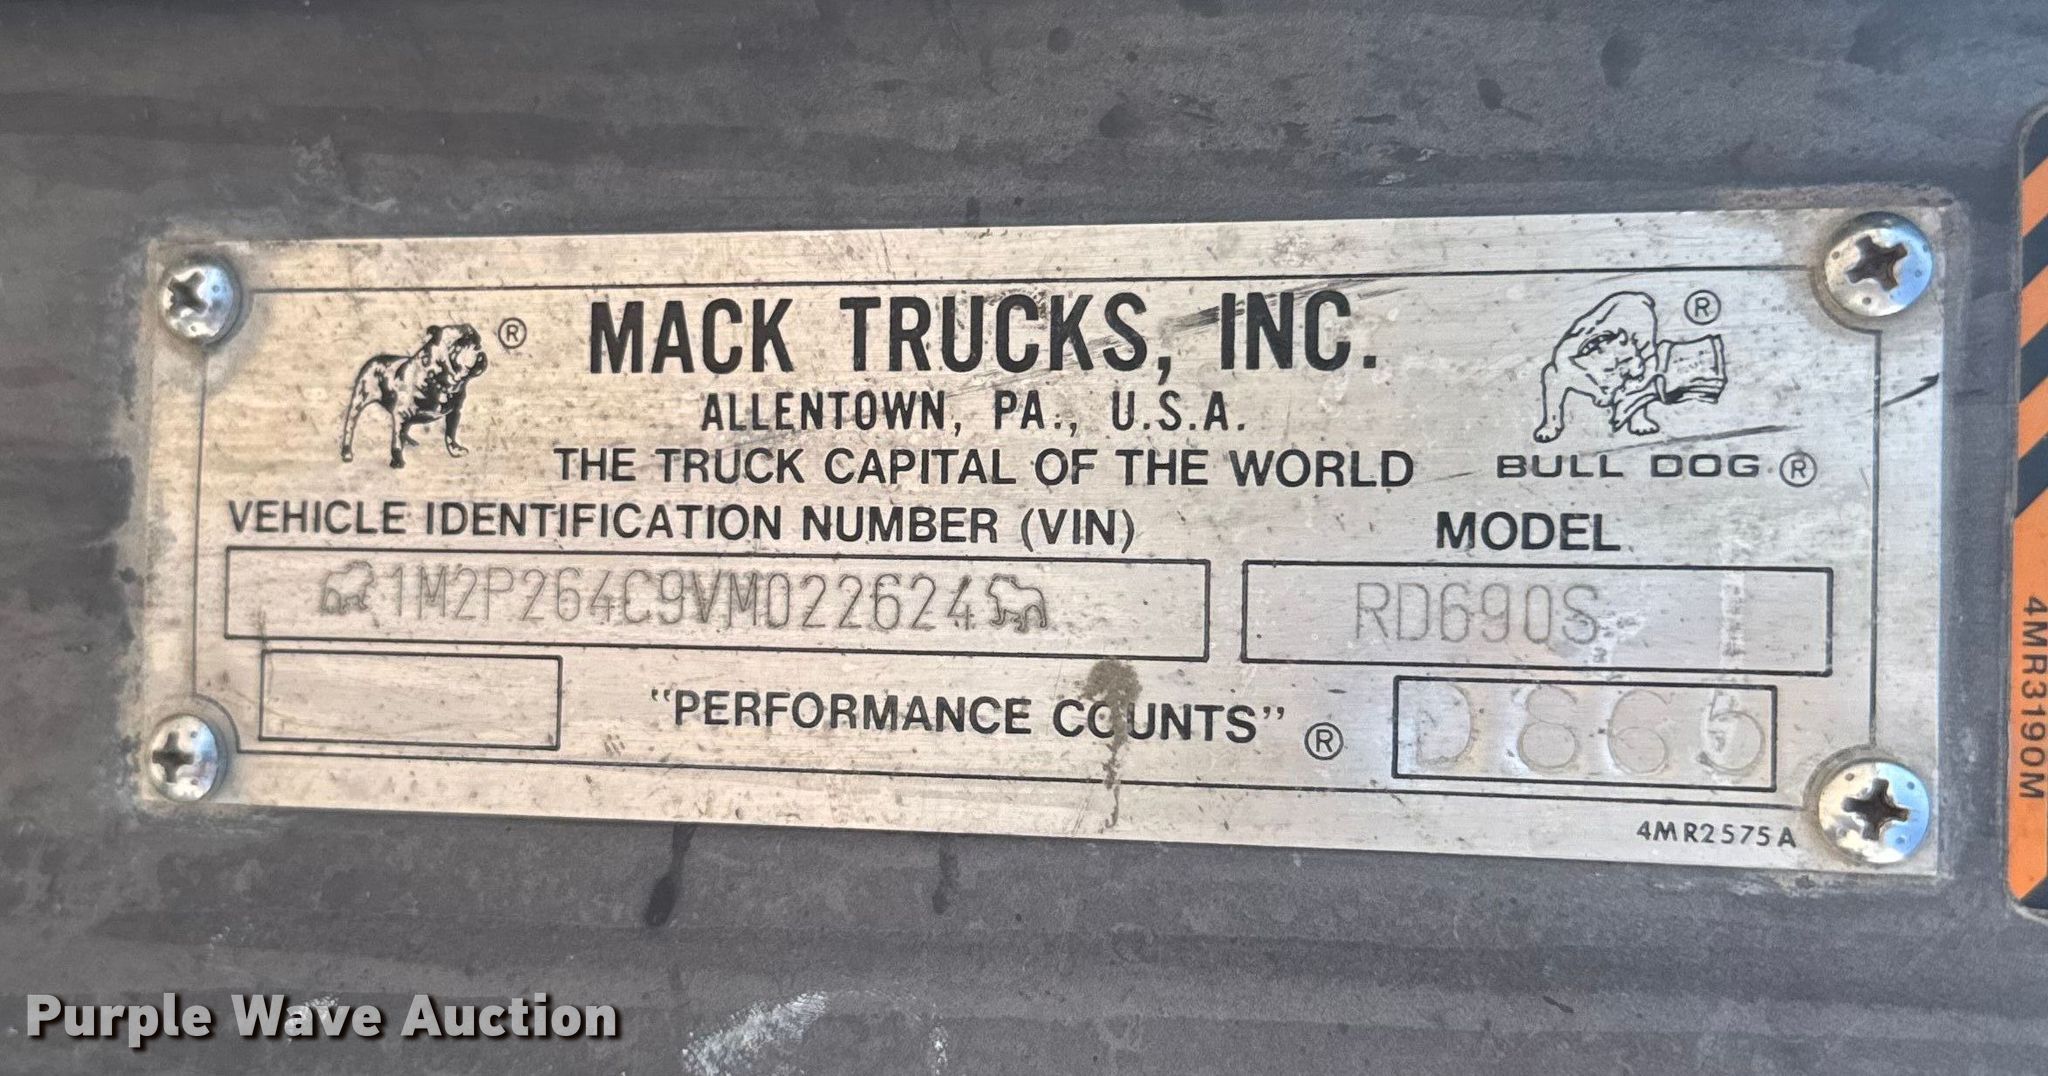 ®
MACK TRUCKS, INC.
®
ALLENTOWN, PA., U.S.A.
THE TRUCK CAPITAL OF THE WORLD
BULL DOG ®
VEHICLE IDENTIFICATION NUMBER (VIN)
MODEL
1M2P264C9VM022624
RD690S
"PERFORMANCE COUNTS" ®
D865
4MR2575A
4MR3190M
Purple Wave Auction